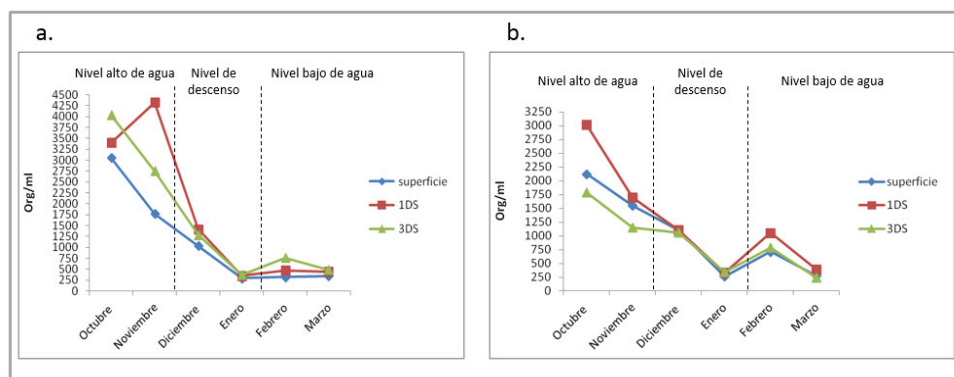 a.
Nivel alto de agua
Nivel de
descenso
Nivel bajo de agua
4500
4250
4000
3750
3500
3250
3000
2750
2500
2250
2000
1750
1500
1250
1000
750
500
250
0
Org/ml
Octubre
Noviembre
Diciembre
Enero
Febrero
Marzo
superficie
1DS
3DS
b.
Nivel alto de agua
Nivel de
descenso
Nivel bajo de agua
3250
3000
2750
2500
2250
2000
1750
1500
1250
1000
750
500
250
0
Org/ml
Octubre
Noviembre
Diciembre
Enero
Febrero
Marzo
superficie
1DS
3DS